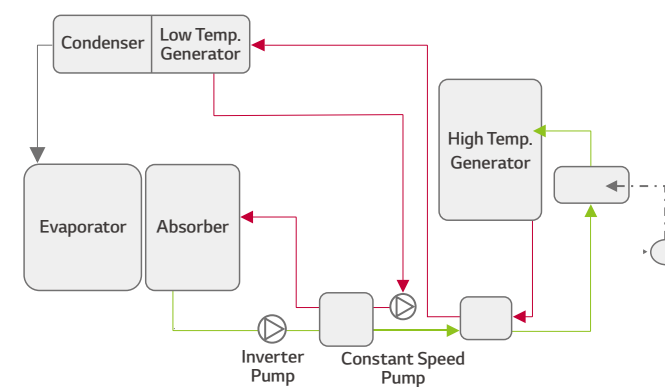 Condenser
Low Temp.
Generator
High Temp.
Generator
Evaporator
Absorber
Inverter
Pump
Constant Speed
Pump